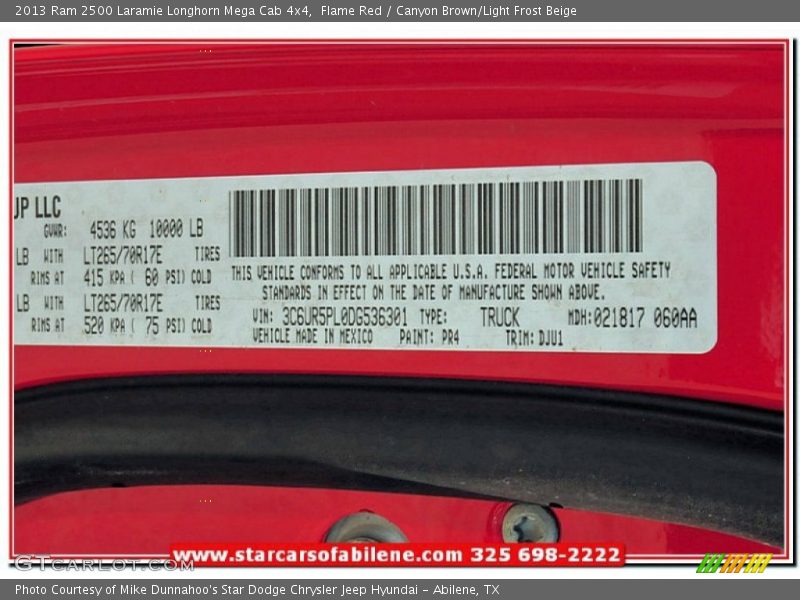 2013 Ram 2500 Laramie Longhorn Mega Cab 4x4,  Flame Red / Canyon Brown/Light Frost Beige
JP LLC
GVWR: 4536 KG 10000 LB
LB WITH LT265/70R17E TIRES
RIMS AT 415 KPA ( 60 PSI) COLD
LB WITH LT265/70R17E TIRES
RIMS AT 520 KPA ( 75 PSI) COLD
THIS VEHICLE CONFORMS TO ALL APPLICABLE U.S.A. FEDERAL MOTOR VEHICLE SAFETY
STANDARDS IN EFFECT ON THE DATE OF MANUFACTURE SHOWN ABOVE.
VIN: 3C6UR5PL0DG536301 TYPE: TRUCK MDH:021817 060AA
VEHICLE MADE IN MEXICO PAINT: PR4 TRIM:DJU1
www.starcarsofabilene.com 325 698-2222
GTCarLot.com
Photo Courtesy of Mike Dunnahoo's Star Dodge Chrysler Jeep Hyundai - Abilene, TX